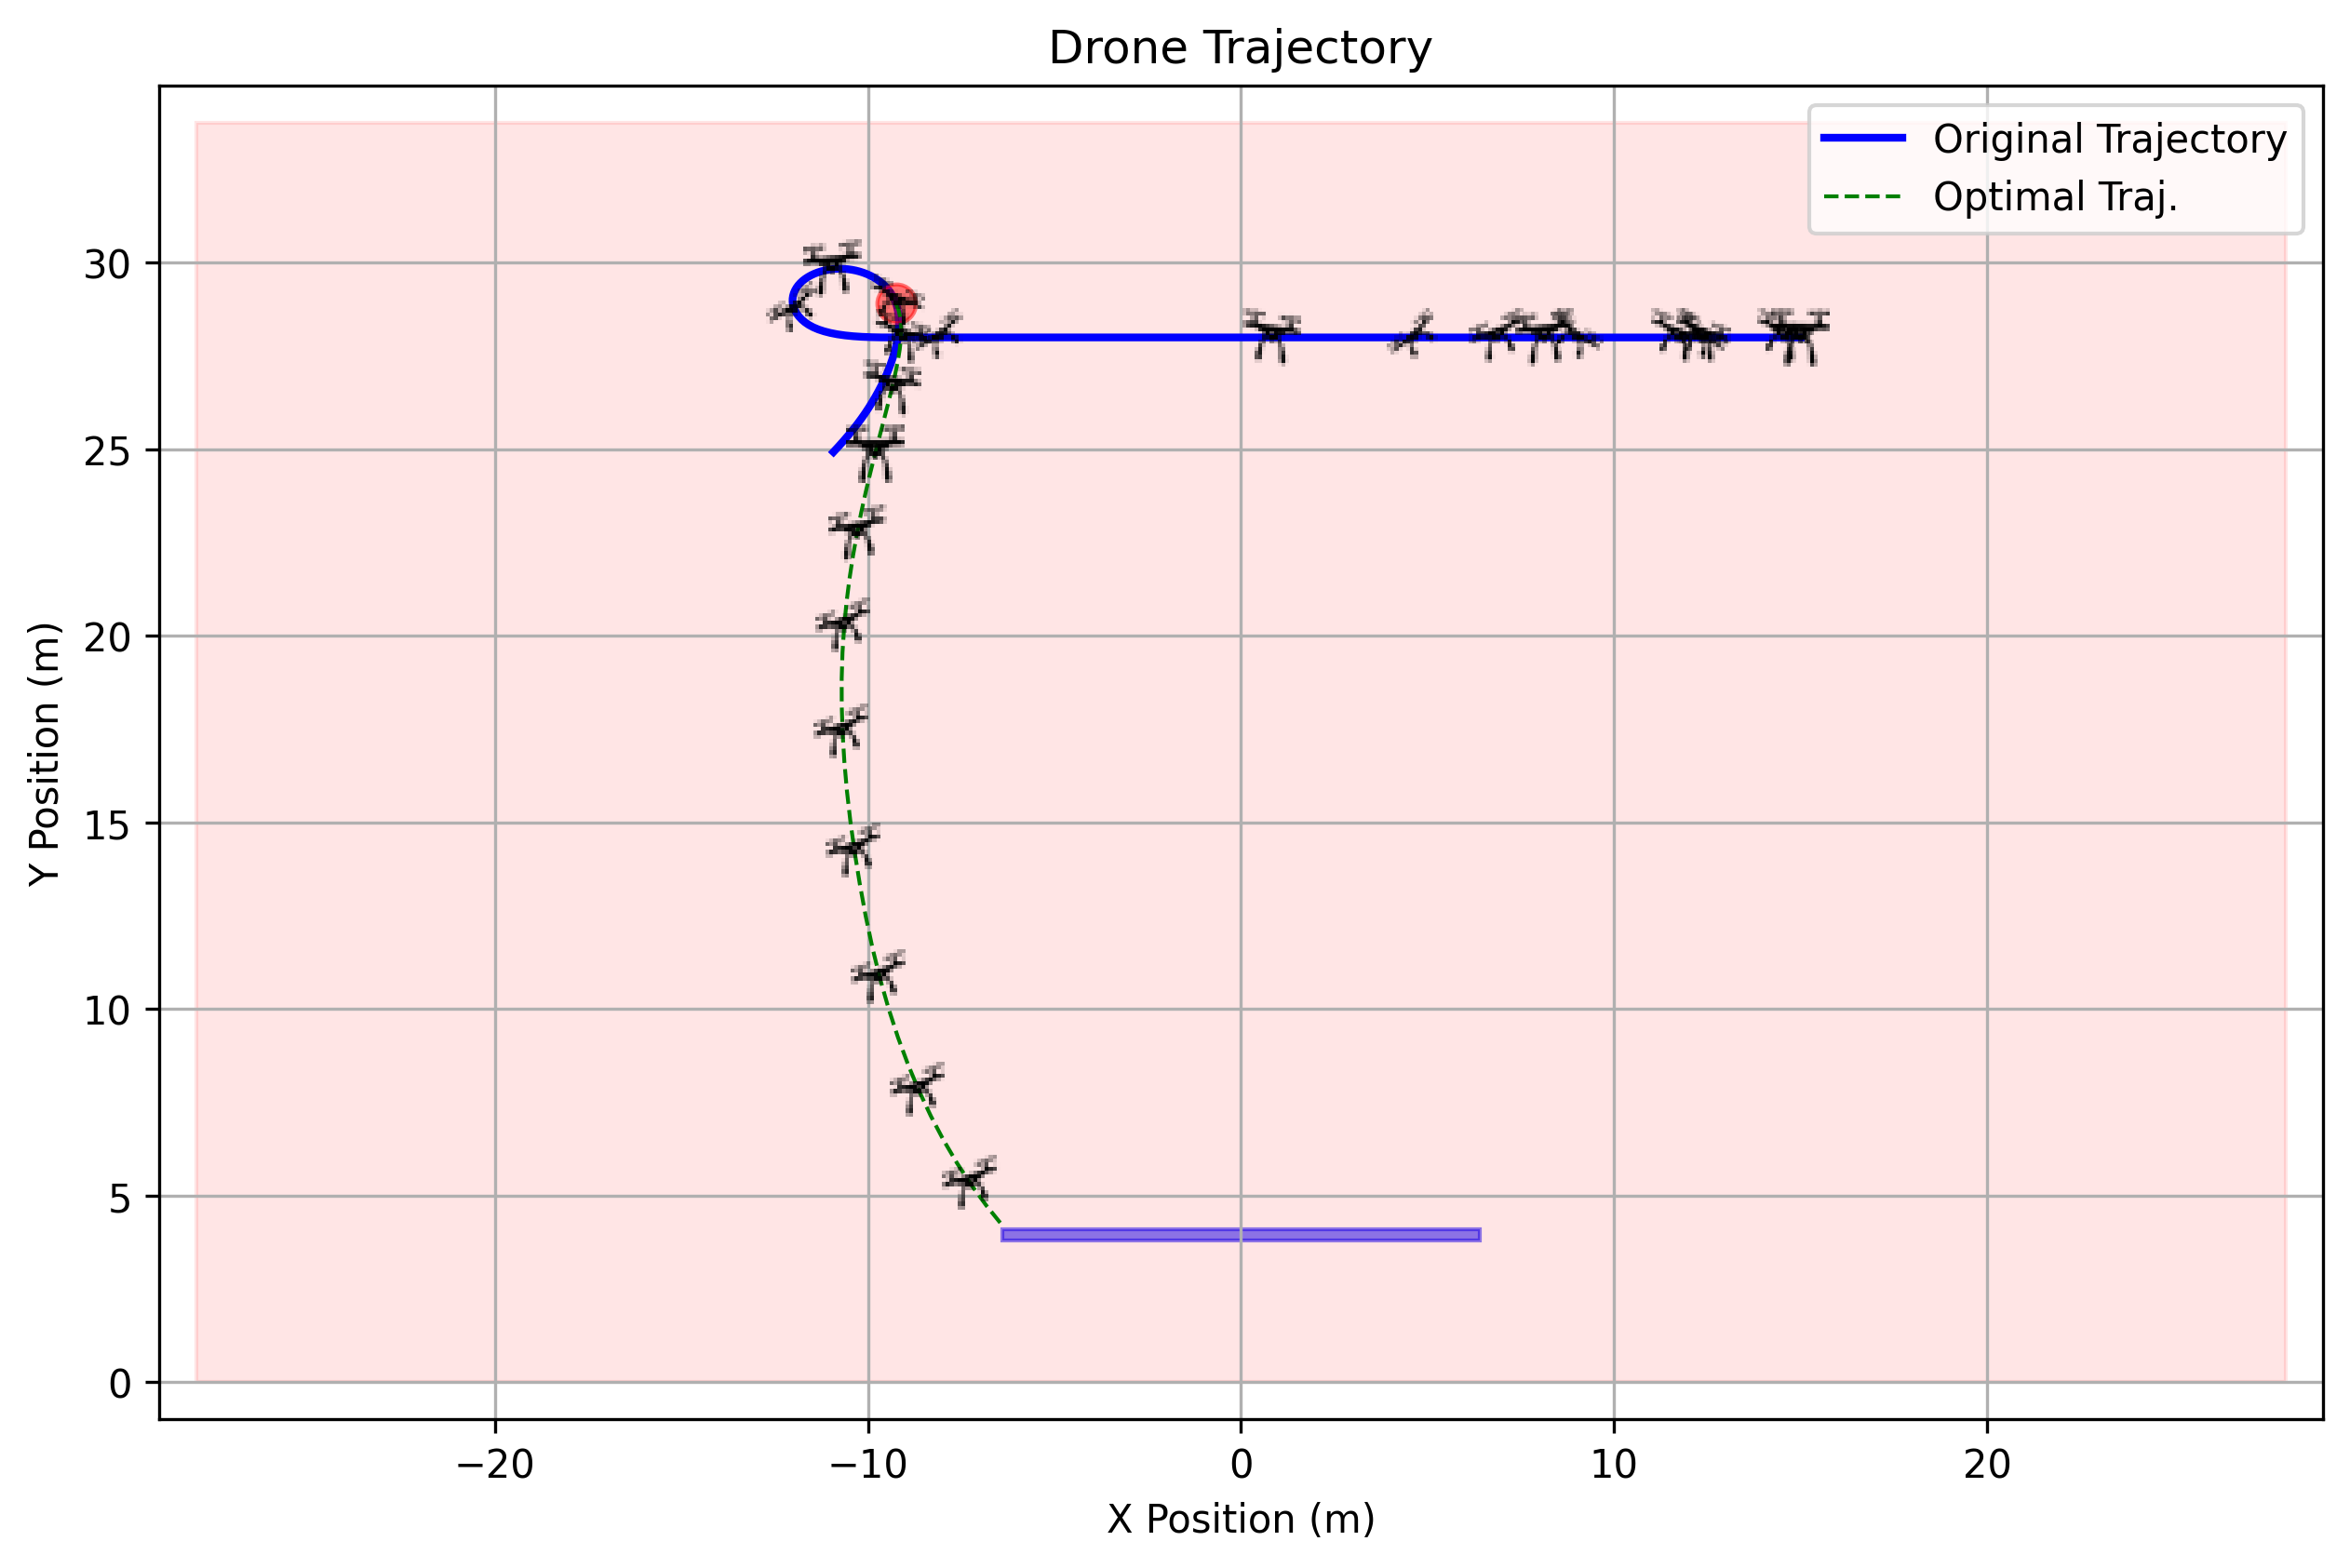 Drone Trajectory
Original Trajectory
Optimal Traj.
Y Position (m)
30
25
20
15
10
5
0
−20
−10
0
10
20
X Position (m)